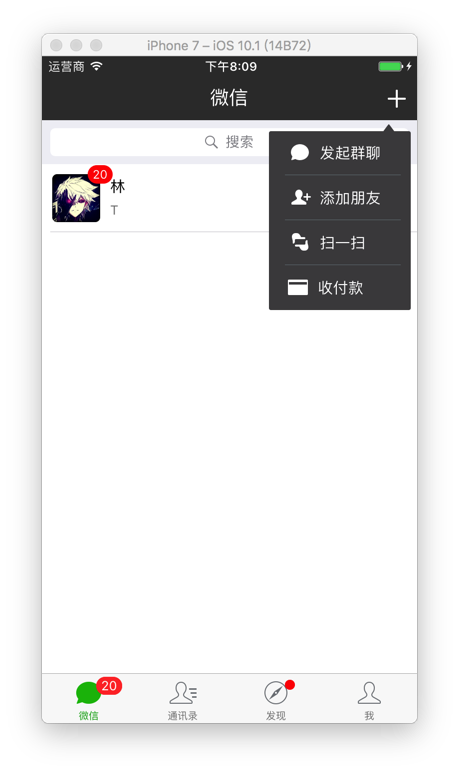 iPhone 7 – iOS 10.1 (14B72)
运营商 下午8:09
微信
搜索
发起群聊
添加朋友
扫一扫
收付款
20
林
T
20
微信 通讯录 发现 我